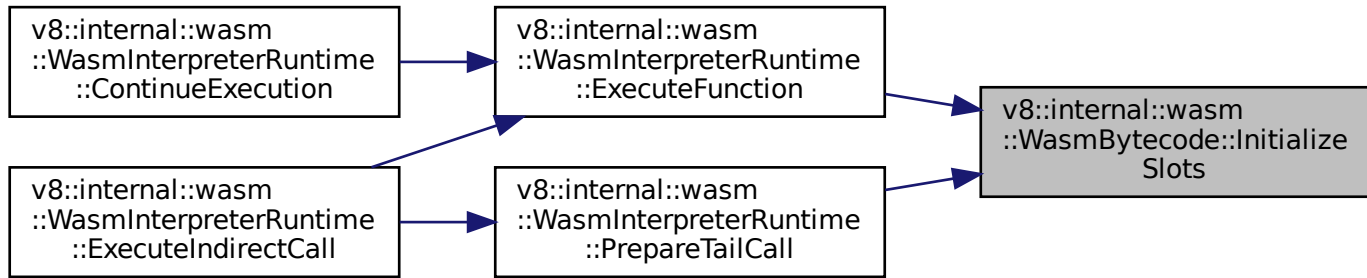 v8::internal::wasm
::WasmInterpreterRuntime
::ContinueExecution
v8::internal::wasm
::WasmInterpreterRuntime
::ExecuteFunction
v8::internal::wasm
::WasmBytecode::Initialize
Slots
v8::internal::wasm
::WasmInterpreterRuntime
::ExecuteIndirectCall
v8::internal::wasm
::WasmInterpreterRuntime
::PrepareTailCall